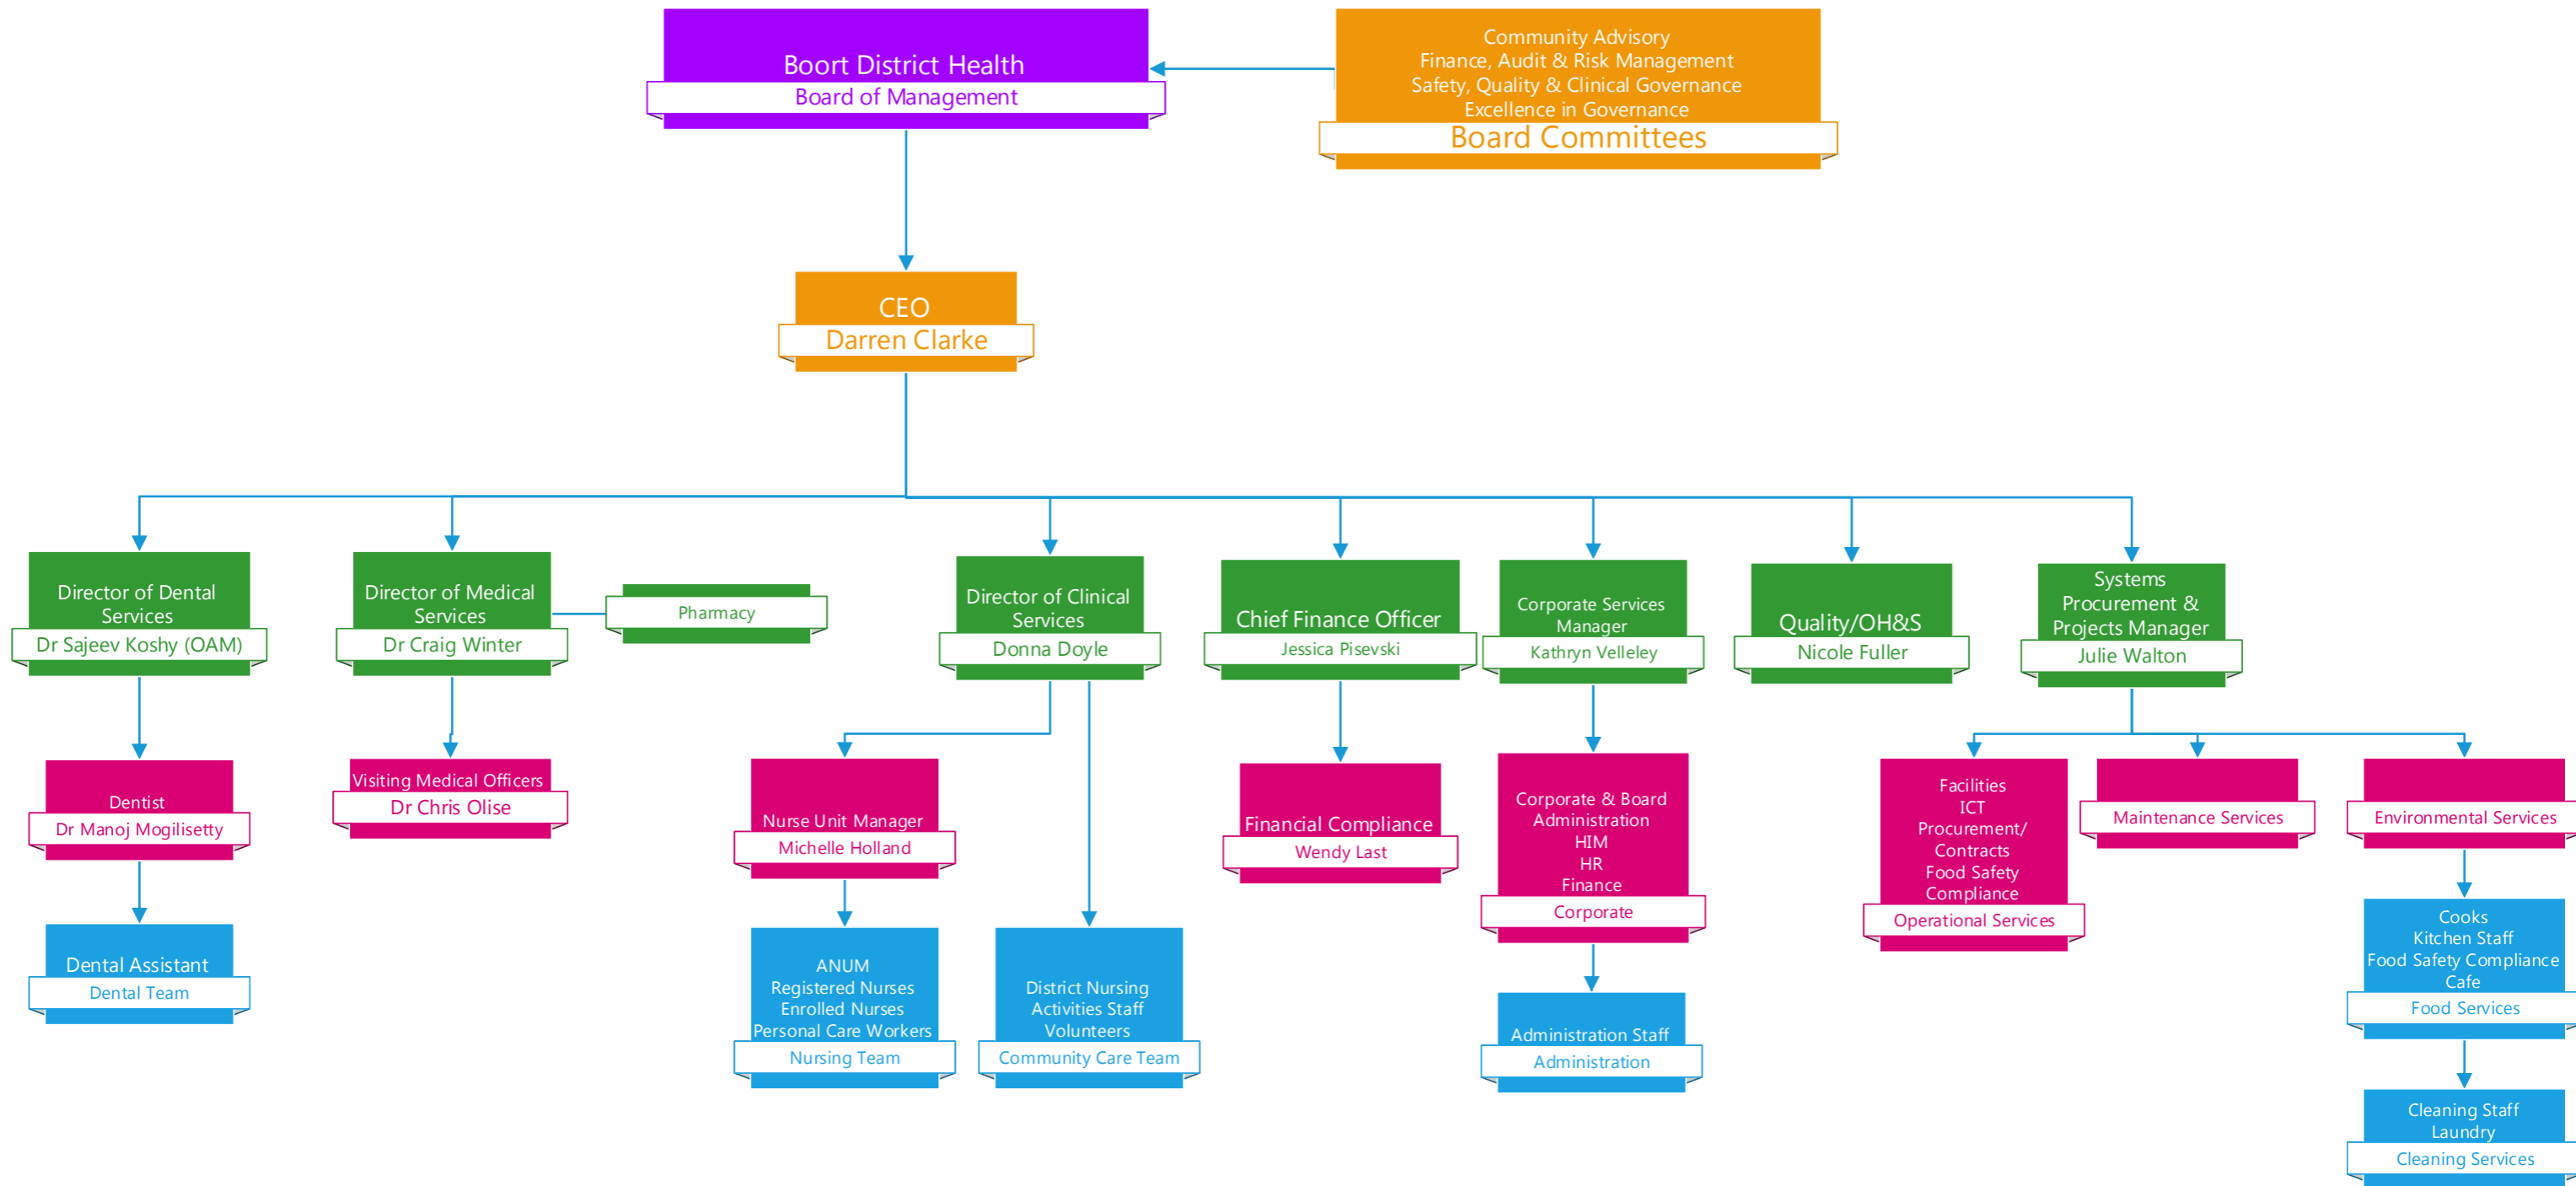 Boort District Health
Board of Management
Community Advisory
Finance, Audit & Risk Management
Safety, Quality & Clinical Governance
Excellence in Governance
Board Committees
CEO
Darren Clarke
Director of Dental
Services
Dr Sajeev Koshy (OAM)
Director of Medical
Services
Dr Craig Winter
Pharmacy
Director of Clinical
Services
Donna Doyle
Chief Finance Officer
Jessica Pisevski
Corporate Services
Manager
Kathryn Velleley
Quality/OH&S
Nicole Fuller
Systems
Procurement &
Projects Manager
Julie Walton
Dentist
Dr Manoj Mogilisetty
Visiting Medical Officers
Dr Chris Olise
Nurse Unit Manager
Michelle Holland
Financial Compliance
Wendy Last
Corporate & Board
Administration
HIM
HR
Finance
Corporate
Facilities
ICT
Procurement/
Contracts
Food Safety
Compliance
Operational Services
Maintenance Services
Environmental Services
Dental Assistant
Dental Team
ANUM
Registered Nurses
Enrolled Nurses
Personal Care Workers
Nursing Team
District Nursing
Activities Staff
Volunteers
Community Care Team
Administration Staff
Administration
Cooks
Kitchen Staff
Food Safety Compliance
Cafe
Food Services
Cleaning Staff
Laundry
Cleaning Services